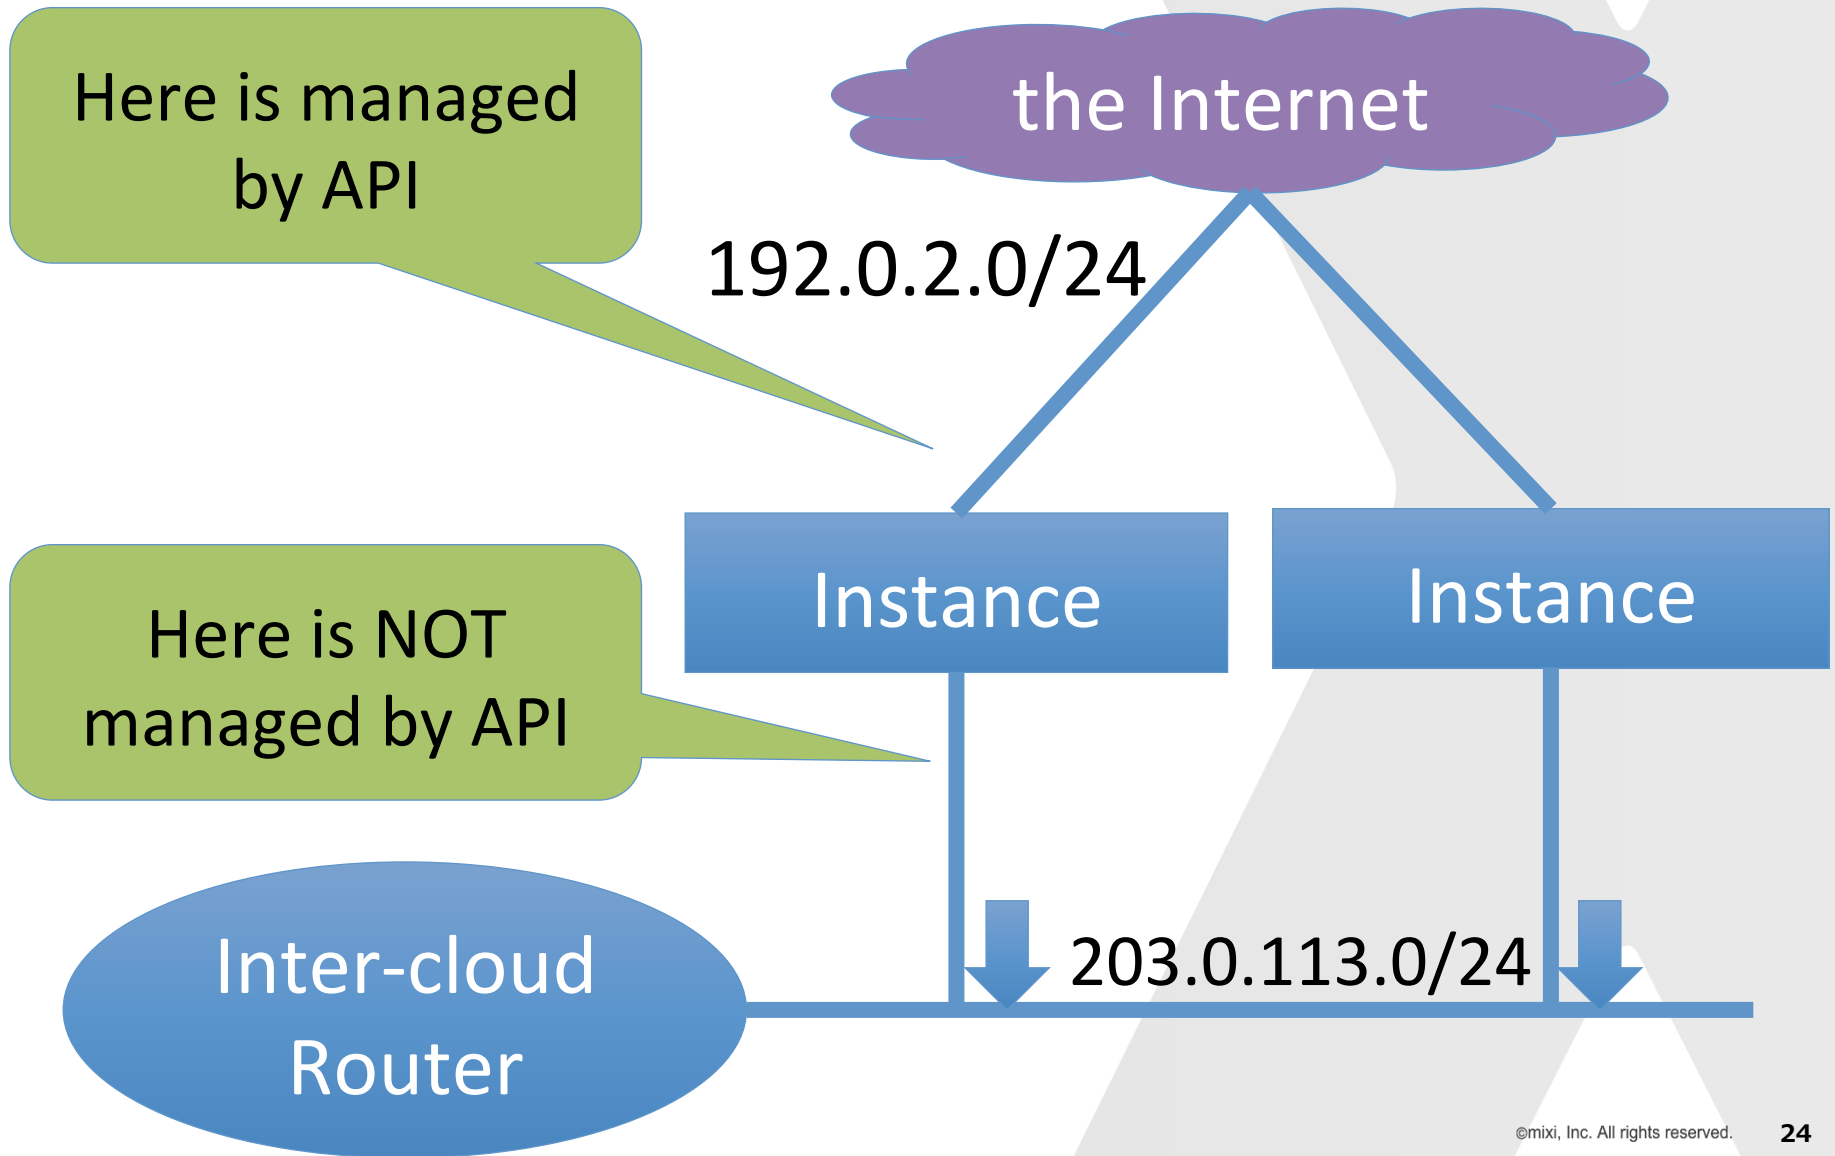 Here is managed
by API
the Internet
192.0.2.0/24
Instance
Instance
Here is NOT
managed by API
Inter-cloud
Router
203.0.113.0/24
©mixi, Inc. All rights reserved.
24